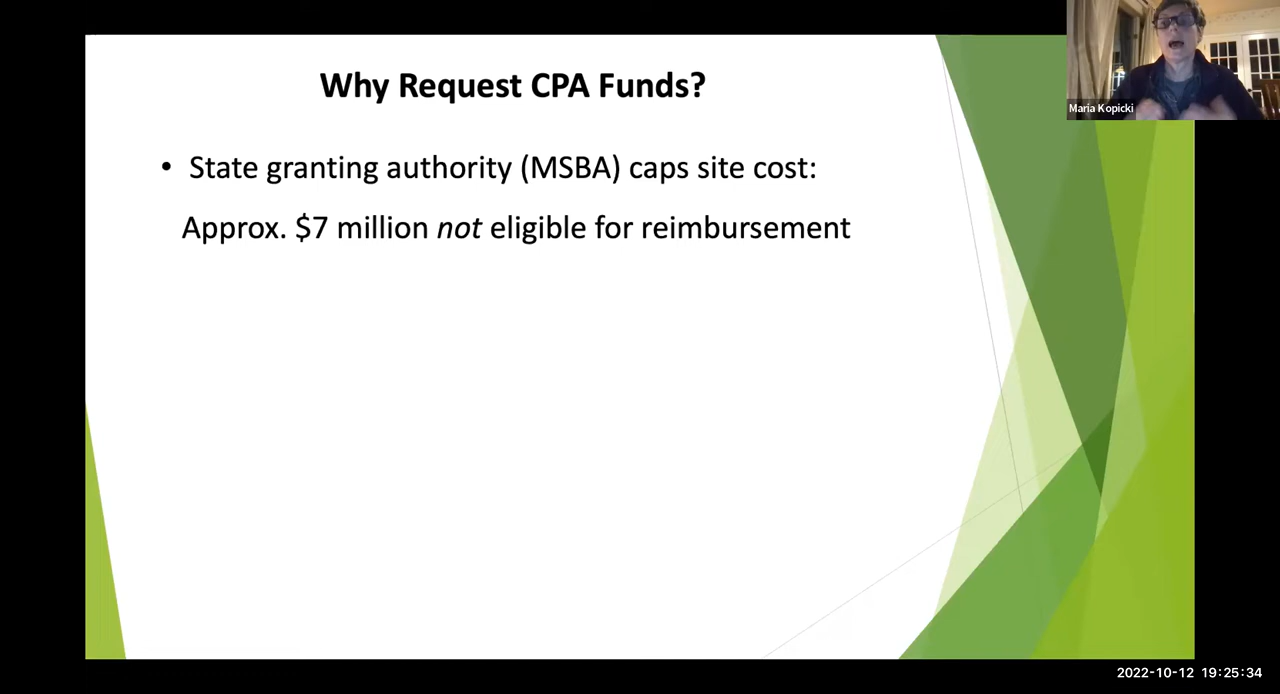 Why Request CPA Funds?
• State granting authority (MSBA) caps site cost:
Approx. $7 million not eligible for reimbursement
Maria Kopicki
2022-10-12 19:25:34